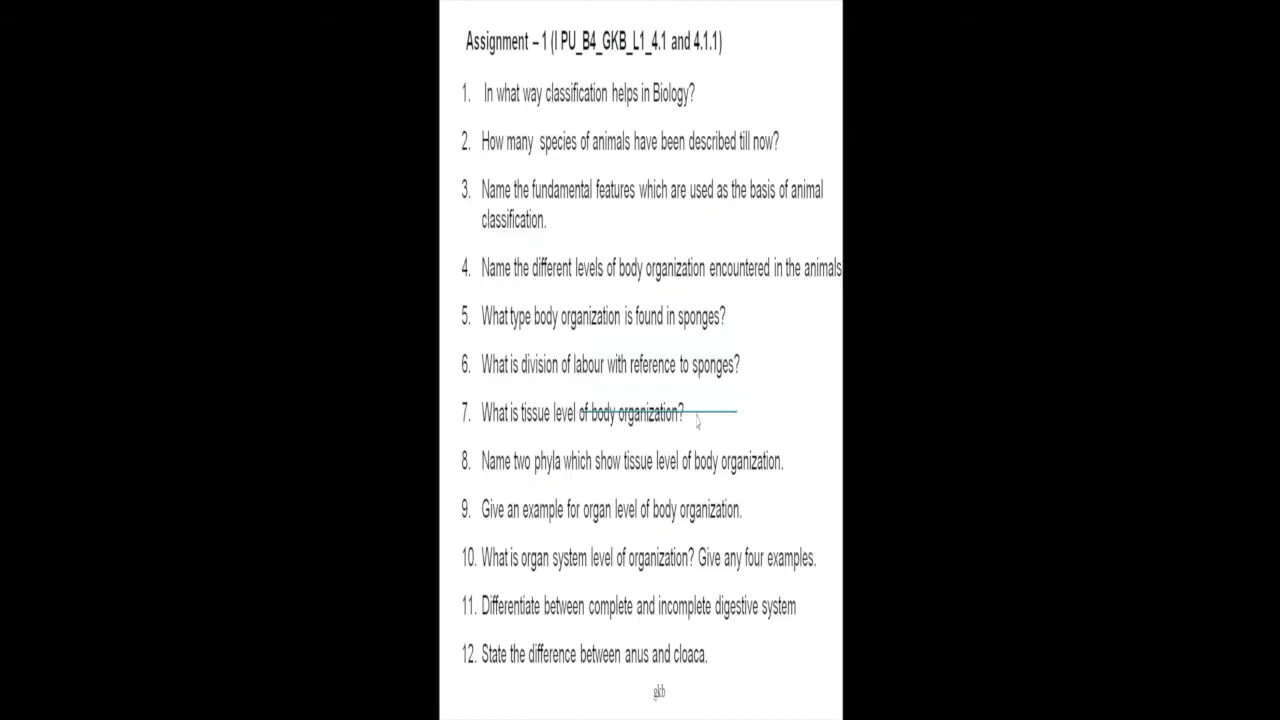 Assignment – 1 (I PU_B4_GKB_L1_4.1 and 4.1.1)
1. In what way classification helps in Biology?
2. How many species of animals have been described till now?
3. Name the fundamental features which are used as the basis of animal
classification.
4. Name the different levels of body organization encountered in the animals
5. What type body organization is found in sponges?
6. What is division of labour with reference to sponges?
7. What is tissue level of body organization?
8. Name two phyla which show tissue level of body organization.
9. Give an example for organ level of body organization.
10. What is organ system level of organization? Give any four examples.
11. Differentiate between complete and incomplete digestive system
12. State the difference between anus and cloaca.
gkb